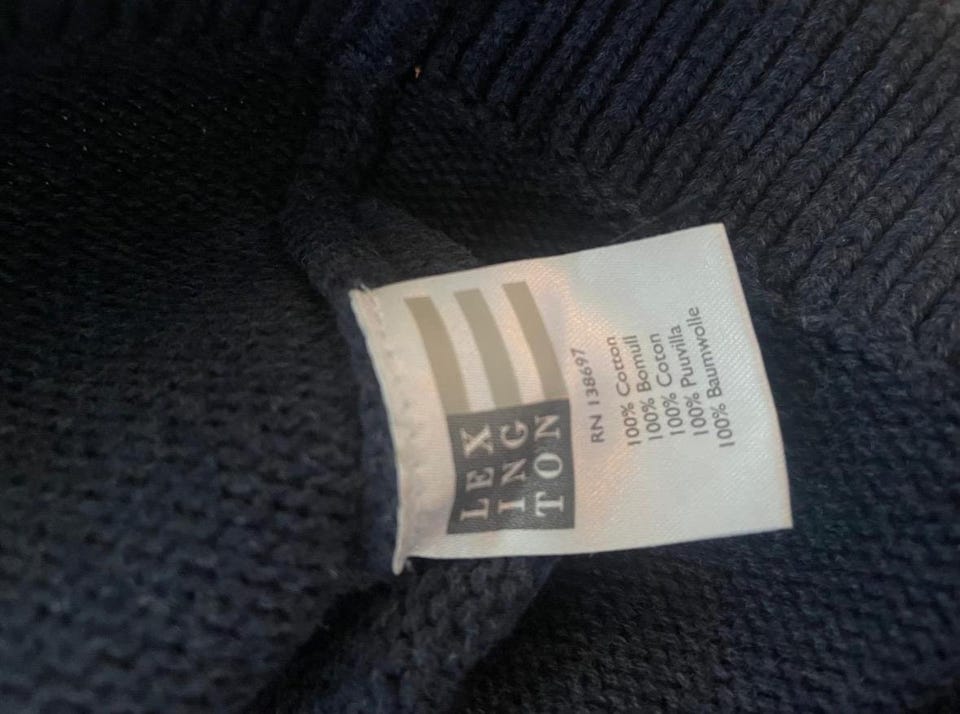 LEX
ING
TON
RN 138697
100% Cotton
100% Bomull
100% Coton
100% Puuvilla
100% Baumwolle